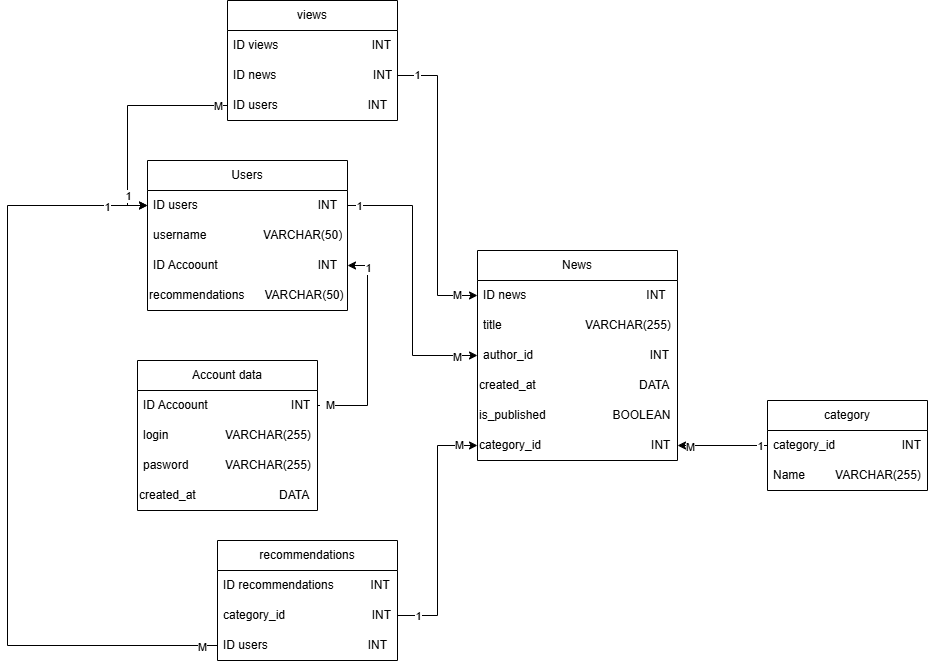 views
ID views INT
ID news INT
ID users INT
1
M
1
Users
ID users INT
username VARCHAR(50)
ID Accoount INT
recommendations VARCHAR(50)
1
1
1
M
M
Account data
ID Accoount INT
login VARCHAR(255)
pasword VARCHAR(255)
created_at DATA
M
News
ID news INT
title VARCHAR(255)
author_id INT
created_at DATA
is_published BOOLEAN
category_id INT
M
M
1
category
category_id INT
Name VARCHAR(255)
recommendations
ID recommendations INT
category_id INT
ID users INT
1
M